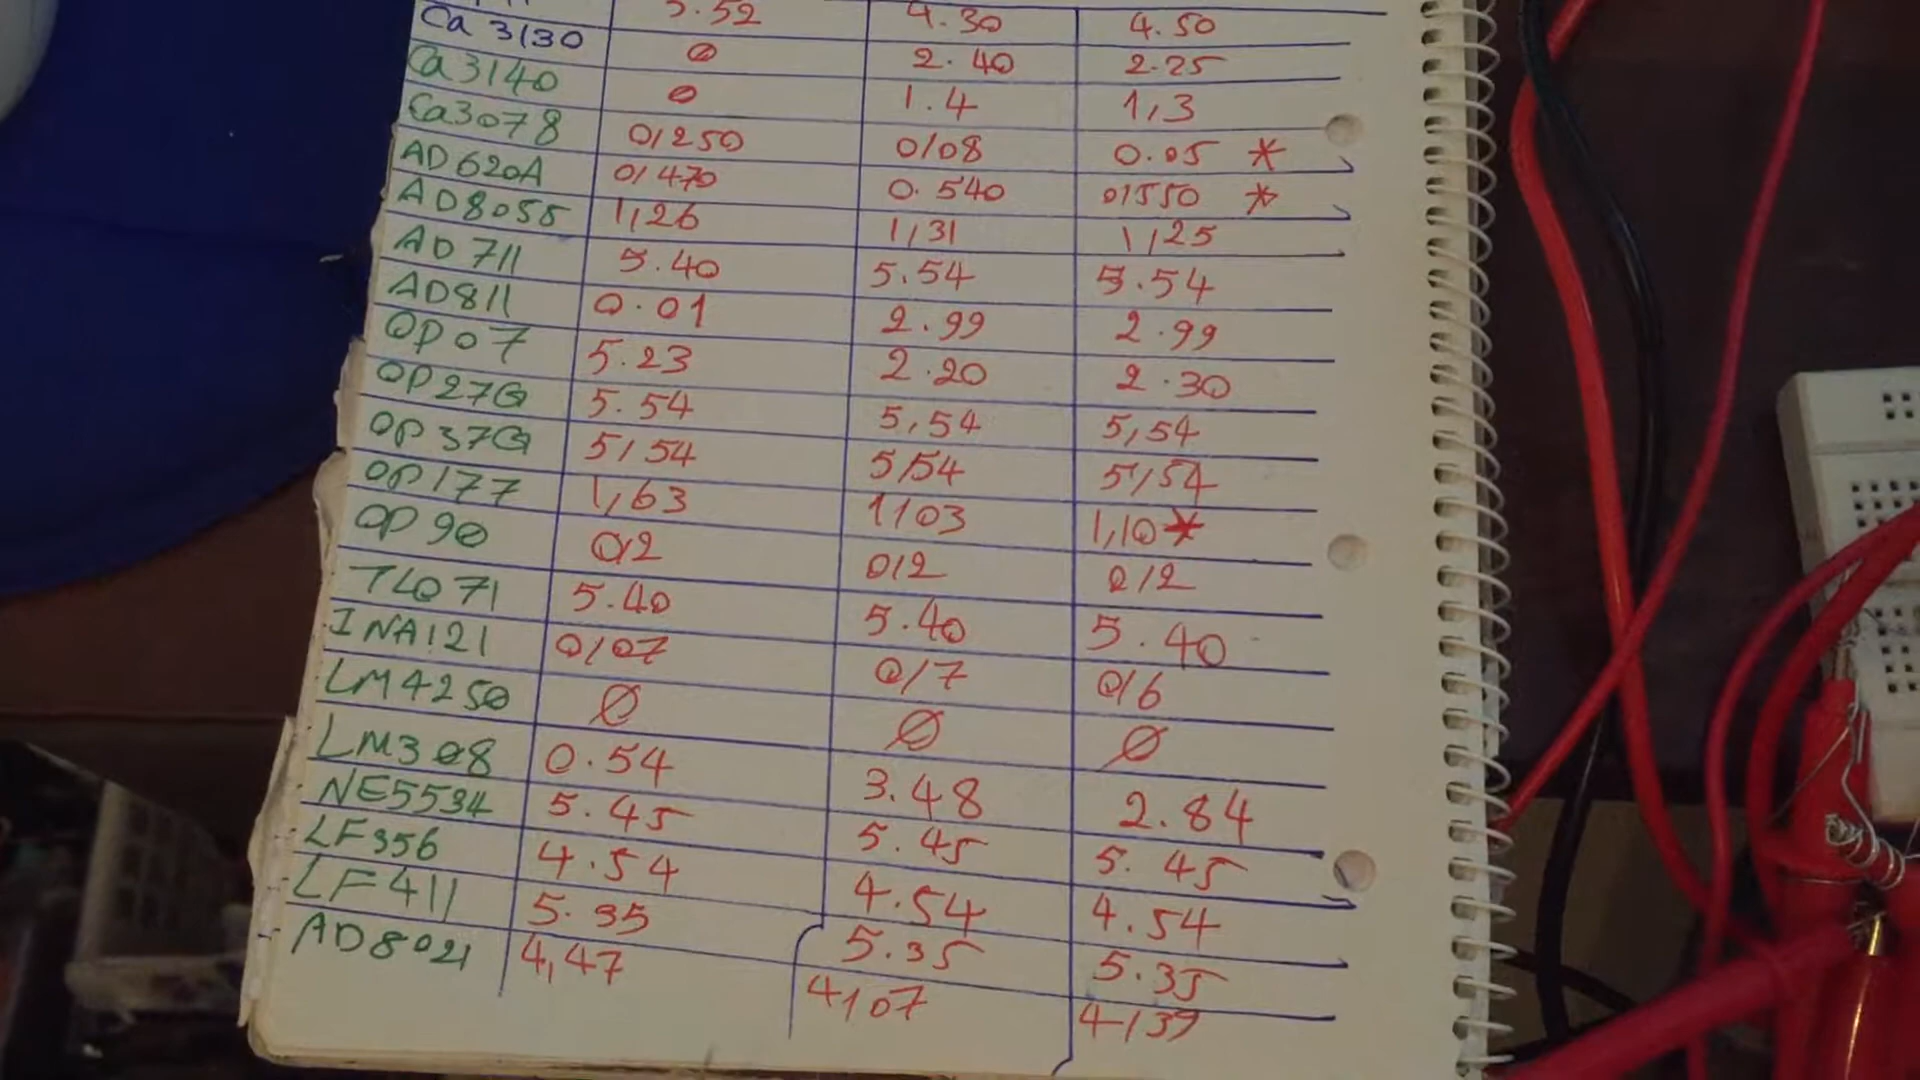 5.52 4.30 4.50
Ca 3130 0 2.40 2.25
Ca3140 0 1.4 1,3
Ca3078 0,250 0,08 0.05 *
AD620A 0,470 0.540 0,550 *
AD8055 1,26 1,31 1,25
AD711 5.40 5.54 5.54
AD811 0.01 2.99 2.99
OP07 5.23 2.20 2.30
OP27G 5.54 5,54 5,54
OP37G 5,54 5,54 5,54
OP177 1,63 1,03 1,10 *
OP90 0,2 0,2 0,2
TL071 5.40 5.40 5.40
INA121 0,07 0,7 0,6
LM4250 Ø Ø Ø
LM308 0.54 3.48 2.84
NE5534 5.45 5.45 5.45
LF356 4.54 4.54 4.54
LF411 5.35 5.35 5.35
AD8021 4,47 4,07 4,39